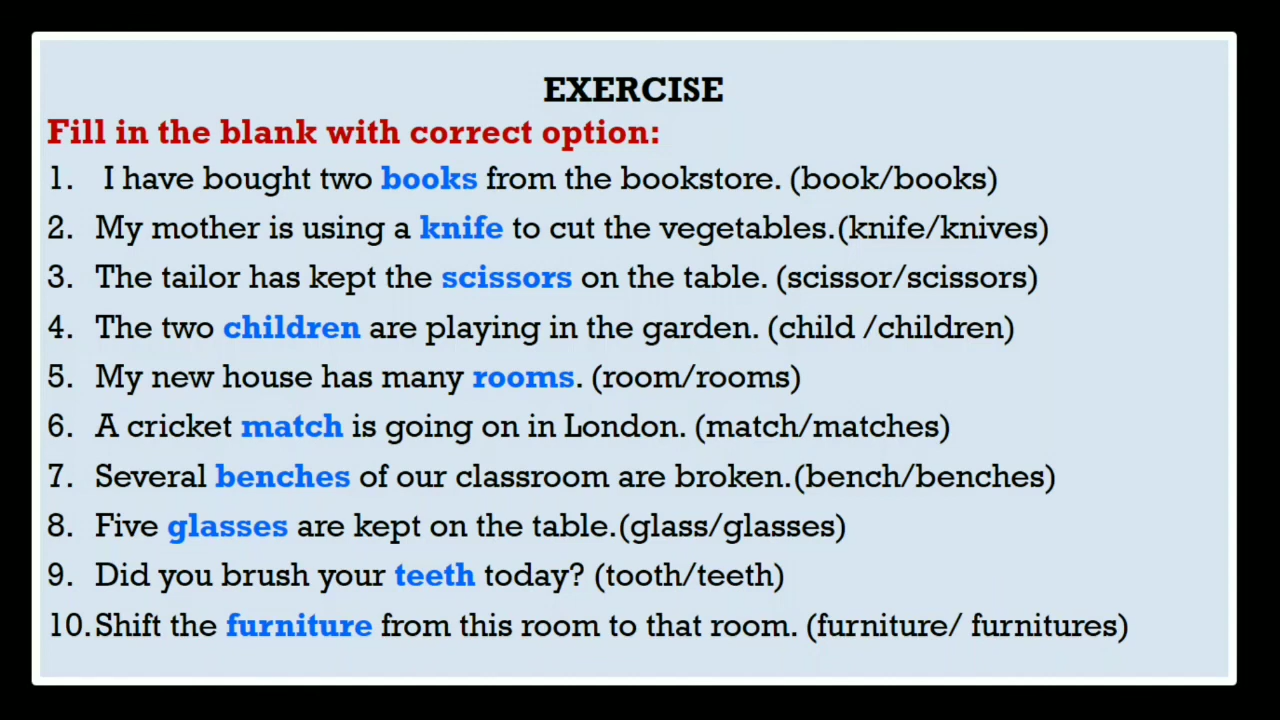 EXERCISE
Fill in the blank with correct option:
1. I have bought two books from the bookstore. (book/books)
2. My mother is using a knife to cut the vegetables.(knife/knives)
3. The tailor has kept the scissors on the table. (scissor/scissors)
4. The two children are playing in the garden. (child /children)
5. My new house has many rooms. (room/rooms)
6. A cricket match is going on in London. (match/matches)
7. Several benches of our classroom are broken.(bench/benches)
8. Five glasses are kept on the table.(glass/glasses)
9. Did you brush your teeth today? (tooth/teeth)
10. Shift the furniture from this room to that room. (furniture/ furnitures)